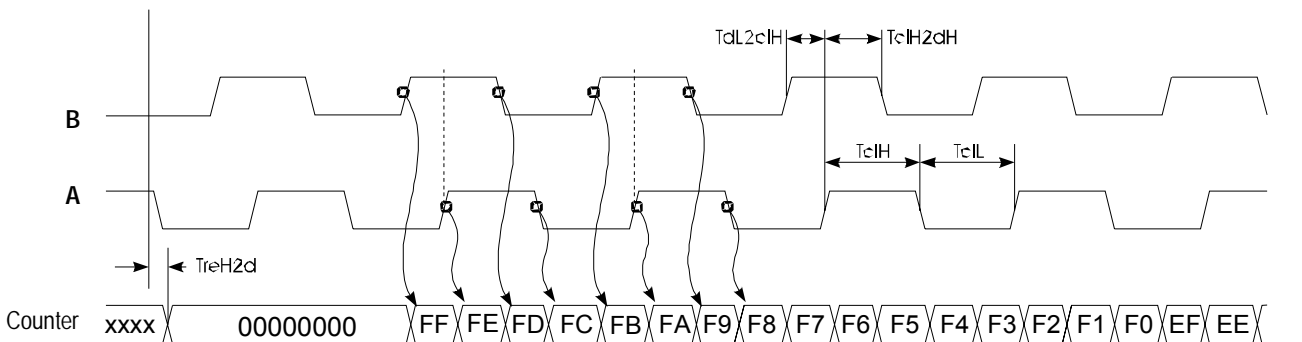 TdL2clH TclH2dH
B
TclH TclL
A
TreH2d
Counter xxxx 00000000 FF FE FD FC FB FA F9 F8 F7 F6 F5 F4 F3 F2 F1 F0 EF EE